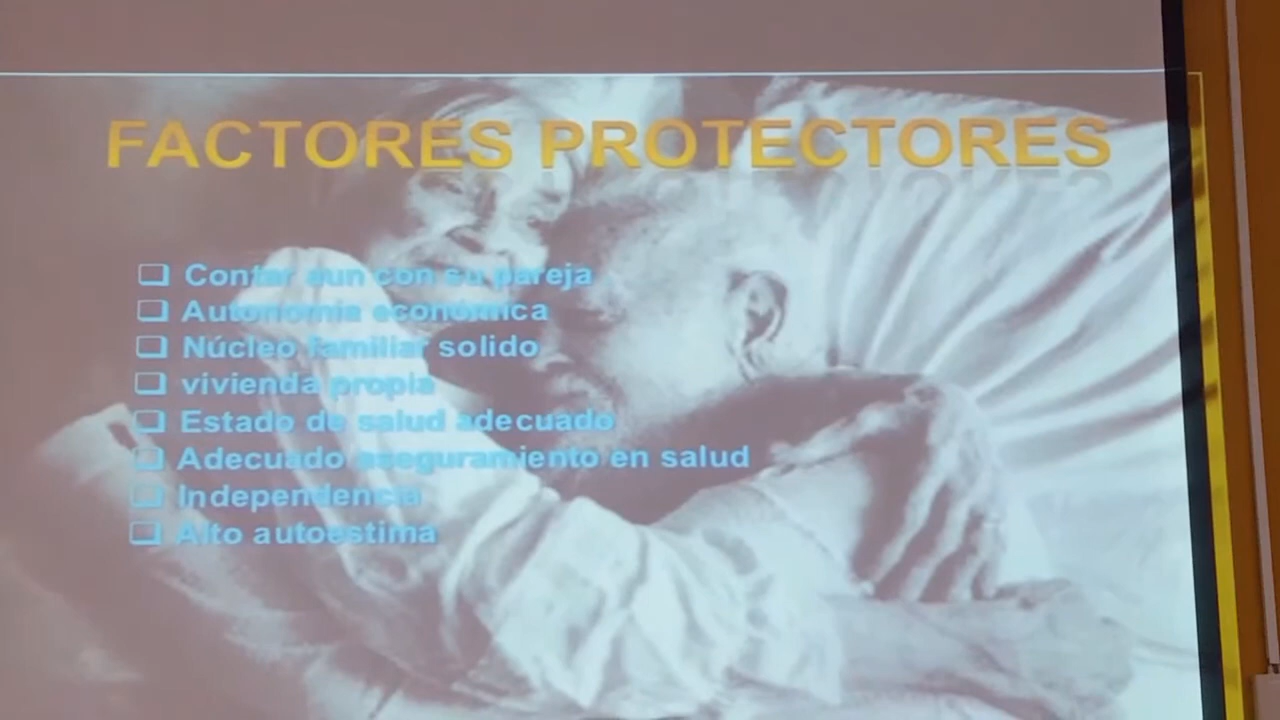 FACTORES PROTECTORES
Contar aun con su pareja
Autonomia económica
Núcleo familiar solido
vivienda propia
Estado de salud adecuado
Adecuado aseguramiento en salud
Independencia
Alto autoestima